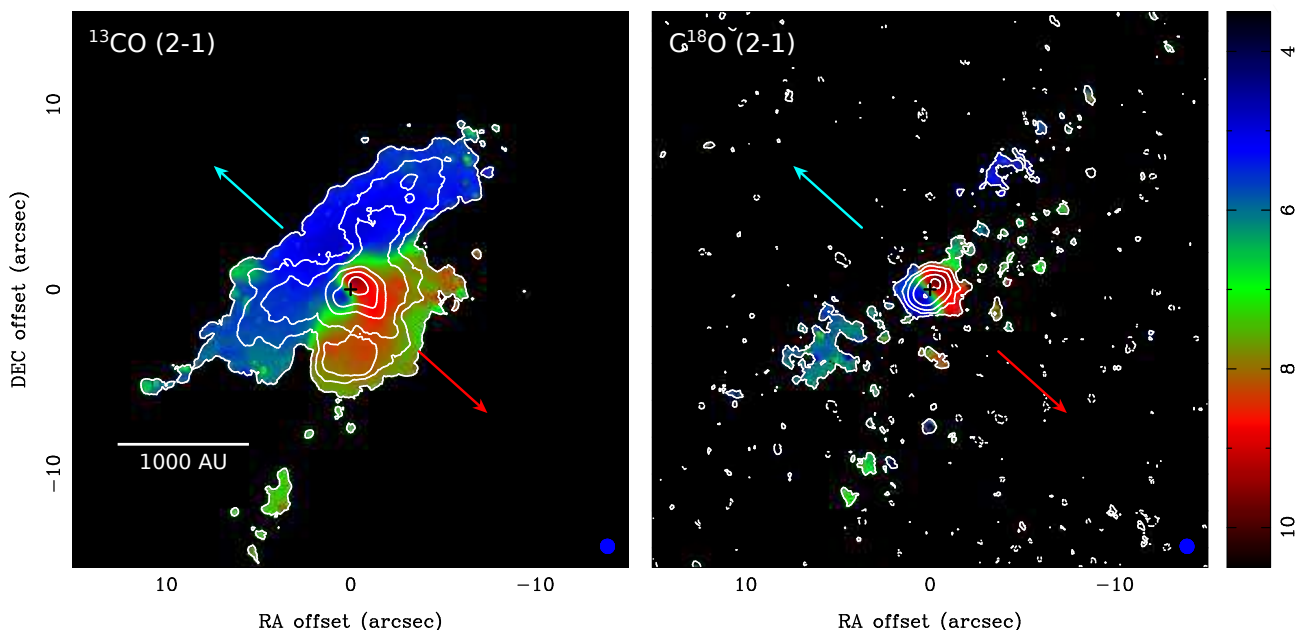 ¹³CO (2-1)
C¹⁸O (2-1)
DEC offset (arcsec)
10
0
−10
1000 AU
10
0
−10
10
0
−10
RA offset (arcsec)
RA offset (arcsec)
4
6
8
10